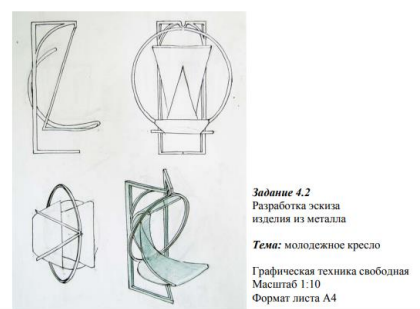 Задание 4.2
Разработка эскиза
изделия из металла
Тема: молодежное кресло
Графическая техника свободная
Масштаб 1:10
Формат листа А4